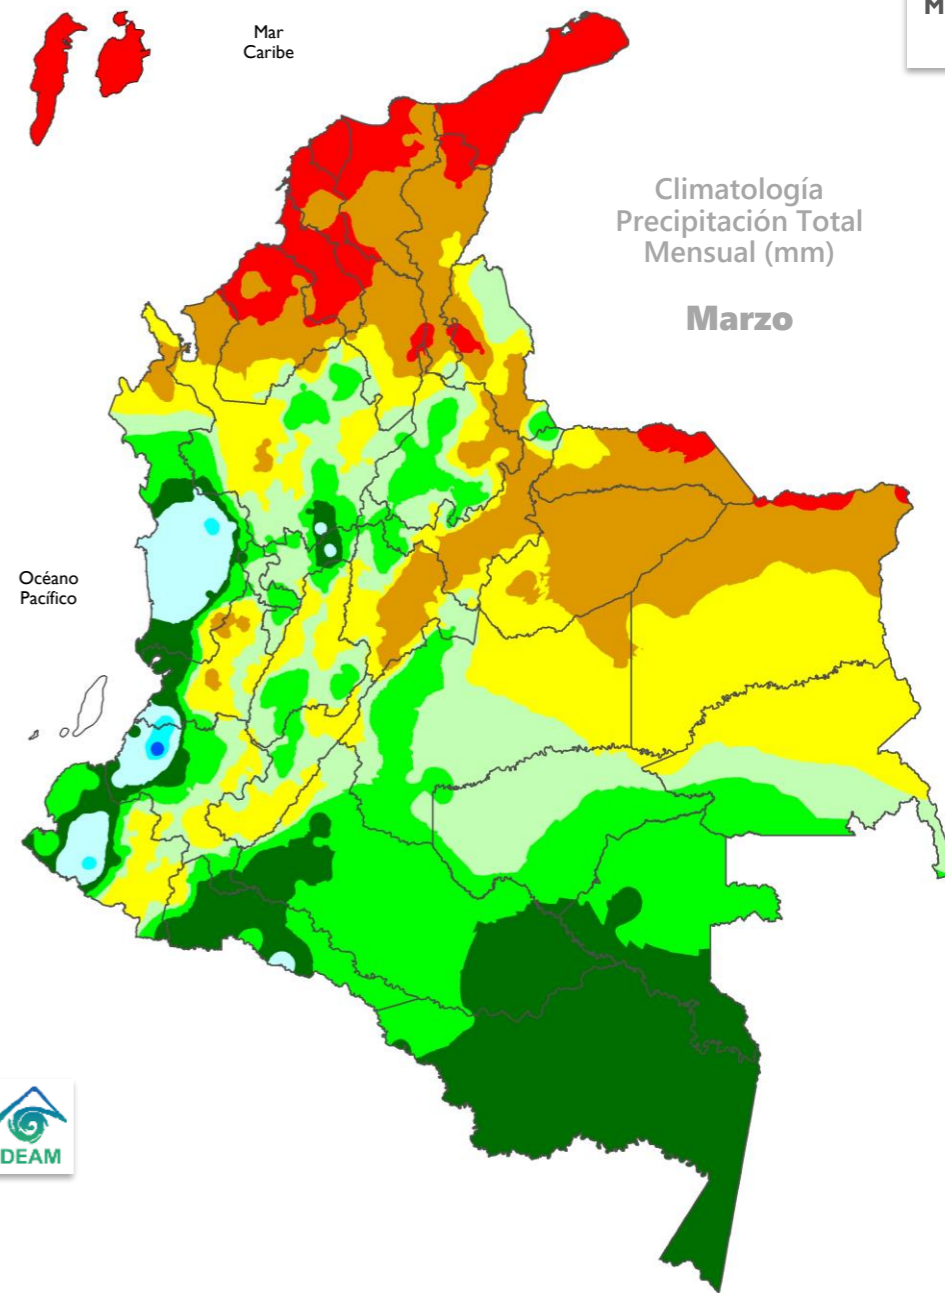 M
Mar
Caribe
Climatología
Precipitación Total
Mensual (mm)
Marzo
Océano
Pacífico
DEAM